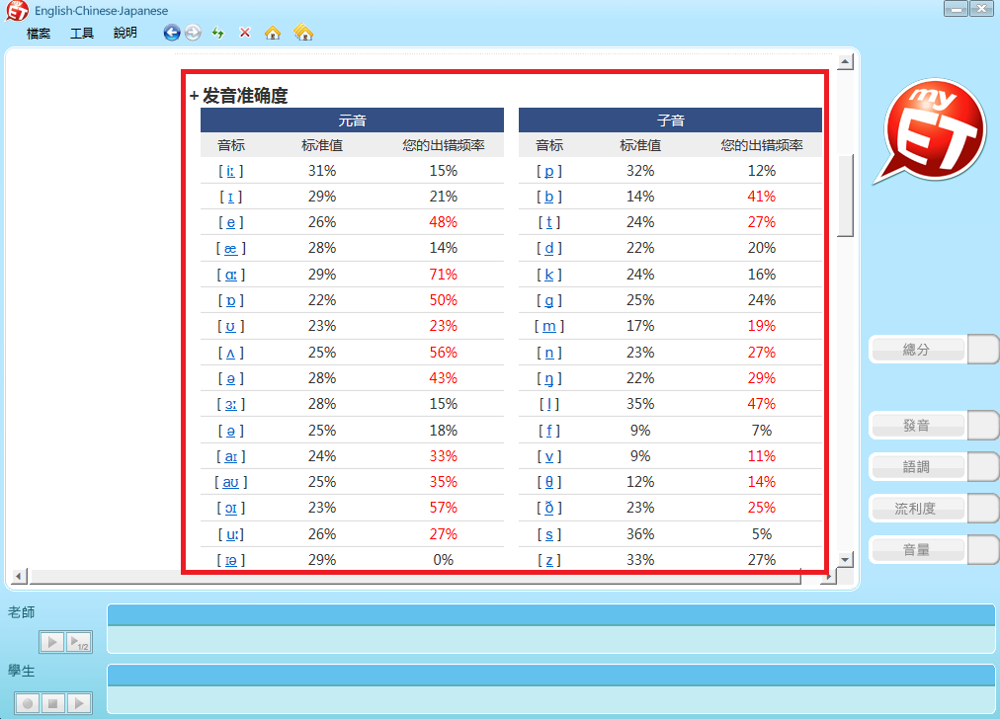 English-Chinese-Japanese
檔案 工具 說明
+ 发音准确度
元音 子音
音标 标准值 您的出错频率 音标 标准值 您的出错频率
[ iː ] 31% 15% [ p ] 32% 12%
[ ɪ ] 29% 21% [ b ] 14% 41%
[ e ] 26% 48% [ t ] 24% 27%
[ æ ] 28% 14% [ d ] 22% 20%
[ ɑː ] 29% 71% [ k ] 24% 16%
[ ɒ ] 22% 50% [ g ] 25% 24%
[ ʊ ] 23% 23% [ m ] 17% 19%
[ ʌ ] 25% 56% [ n ] 23% 27%
[ ə ] 28% 43% [ ŋ ] 22% 29%
[ ɜː ] 28% 15% [ l ] 35% 47%
[ ə ] 25% 18% [ f ] 9% 7%
[ aɪ ] 24% 33% [ v ] 9% 11%
[ aʊ ] 25% 35% [ θ ] 12% 14%
[ ɔɪ ] 23% 57% [ ð ] 23% 25%
[ uː] 26% 27% [ s ] 36% 5%
[ ɪə ] 29% 0% [ z ] 33% 27%
my
ET
總分
發音
語調
流利度
音量
老師
1/2
學生